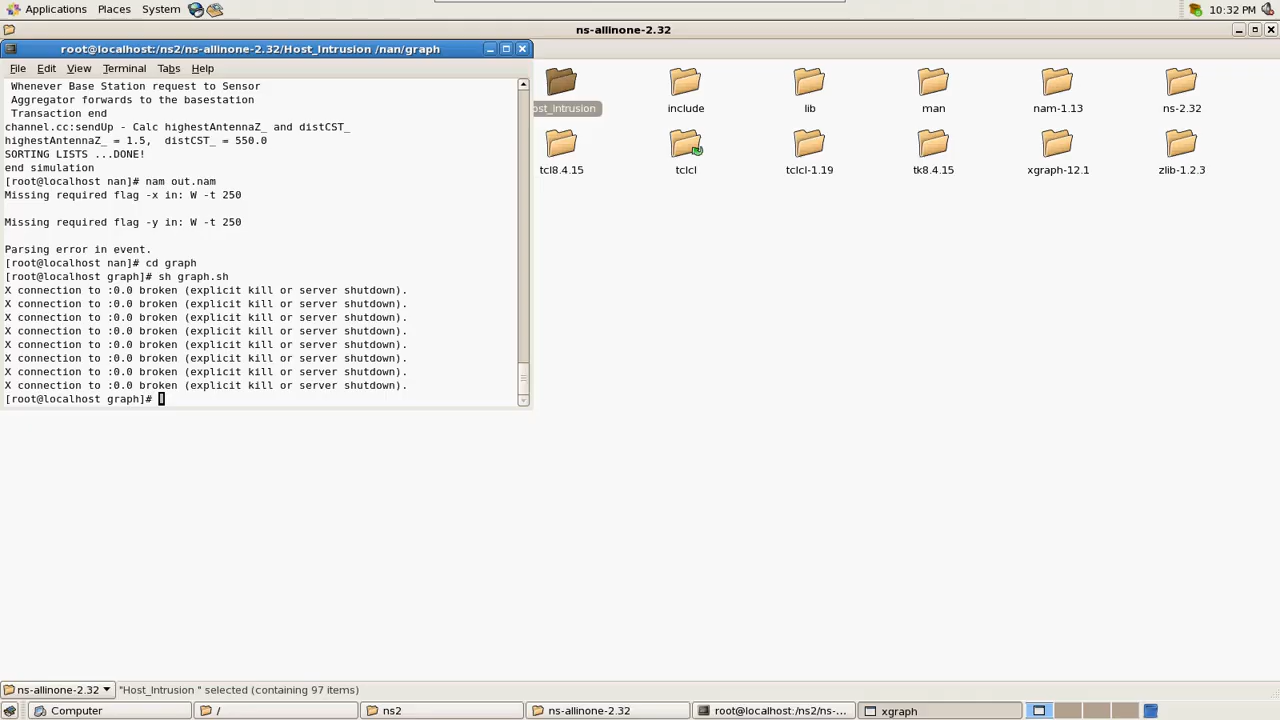 Applications Places System 10:32 PM
ns-allinone-2.32
root@localhost:/ns2/ns-allinone-2.32/Host_Intrusion /nan/graph
File Edit View Terminal Tabs Help
Whenever Base Station request to Sensor
Aggregator forwards to the basestation
Transaction end
channel.cc:sendUp - Calc highestAntennaZ_ and distCST_
highestAntennaZ_ = 1.5, distCST_ = 550.0
SORTING LISTS ...DONE!
end simulation
[root@localhost nan]# nam out.nam
Missing required flag -x in: W -t 250
Missing required flag -y in: W -t 250
Parsing error in event.
[root@localhost nan]# cd graph
[root@localhost graph]# sh graph.sh
X connection to :0.0 broken (explicit kill or server shutdown).
X connection to :0.0 broken (explicit kill or server shutdown).
X connection to :0.0 broken (explicit kill or server shutdown).
X connection to :0.0 broken (explicit kill or server shutdown).
X connection to :0.0 broken (explicit kill or server shutdown).
X connection to :0.0 broken (explicit kill or server shutdown).
X connection to :0.0 broken (explicit kill or server shutdown).
X connection to :0.0 broken (explicit kill or server shutdown).
[root@localhost graph]#
ost_Intrusion include lib man nam-1.13 ns-2.32
tcl8.4.15 tclcl tclcl-1.19 tk8.4.15 xgraph-12.1 zlib-1.2.3
ns-allinone-2.32 "Host_Intrusion " selected (containing 97 items)
Computer / ns2 ns-allinone-2.32 root@localhost:/ns2/ns-... xgraph